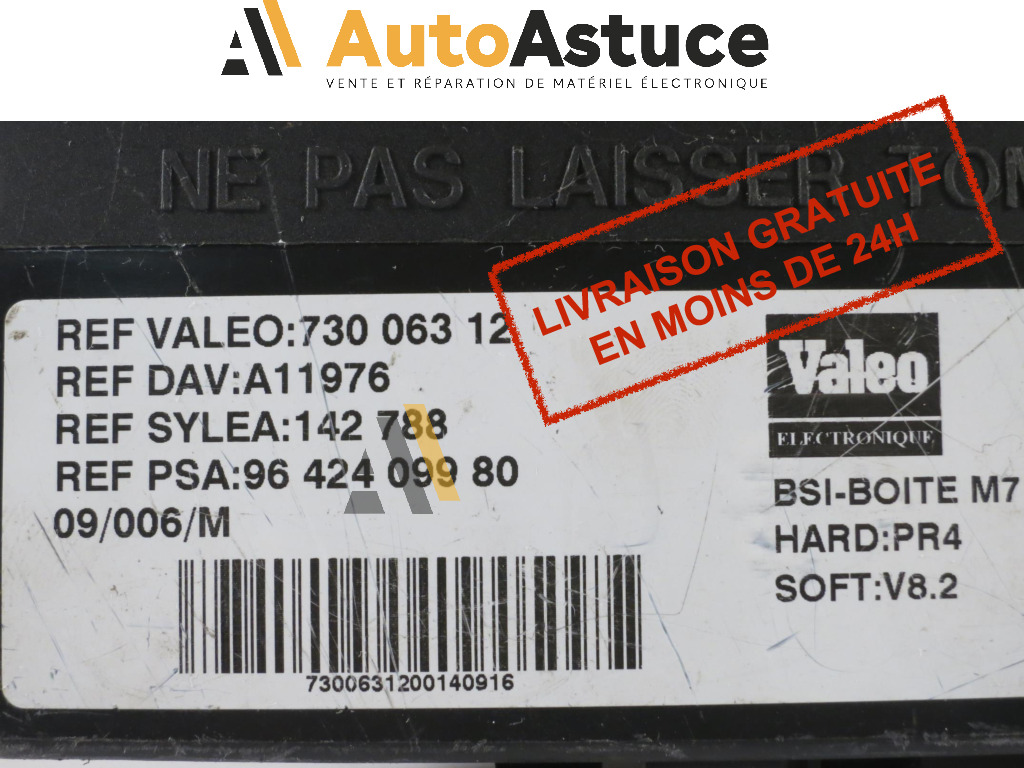 AutoAstuce
VENTE ET RÉPARATION DE MATÉRIEL ÉLECTRONIQUE
NE PAS LAISSER TOM
LIVRAISON GRATUITE
EN MOINS DE 24H
REF VALEO:730 063 12
REF DAV:A11976
REF SYLEA:142 788
REF PSA:96 424 099 80
09/006/M
7300631200140916
Valeo
ELECTRONIQUE
BSI-BOITE M7
HARD:PR4
SOFT:V8.2